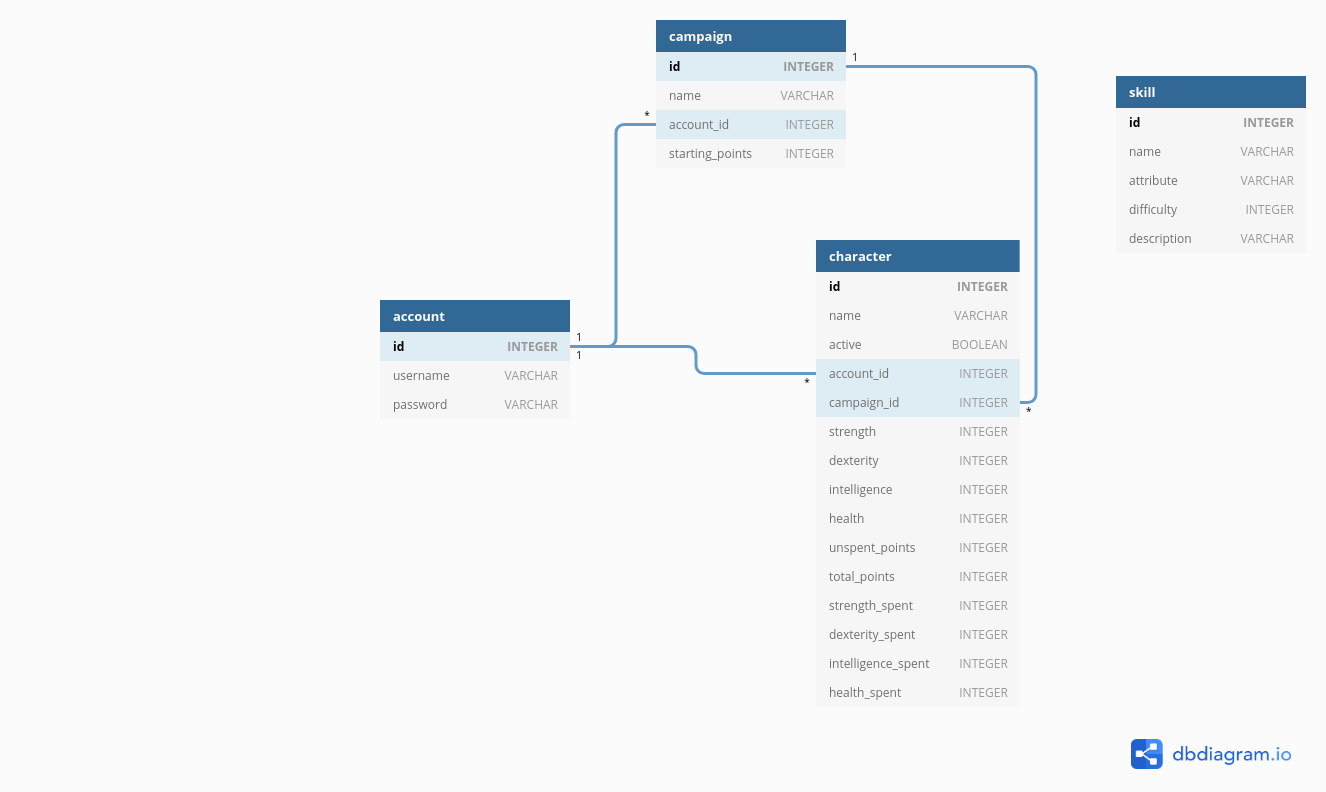 campaign
1
id INTEGER
name VARCHAR
* account_id INTEGER
starting_points INTEGER
skill
id INTEGER
name VARCHAR
attribute VARCHAR
difficulty INTEGER
description VARCHAR
account
id INTEGER
username VARCHAR
password VARCHAR
1
1
character
id INTEGER
name VARCHAR
active BOOLEAN
account_id INTEGER
*
campaign_id INTEGER
*
strength INTEGER
dexterity INTEGER
intelligence INTEGER
health INTEGER
unspent_points INTEGER
total_points INTEGER
strength_spent INTEGER
dexterity_spent INTEGER
intelligence_spent INTEGER
health_spent INTEGER
dbdiagram.io